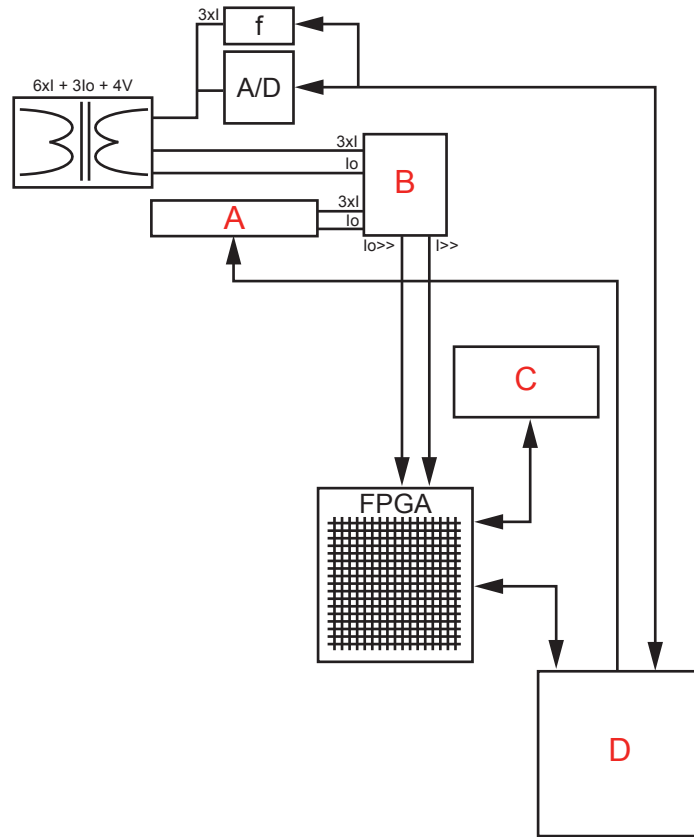 3xI
f
A/D
6xI + 3Io + 4V
3xI
Io
B
3xI
Io
A
Io>>
I>>
C
FPGA
D